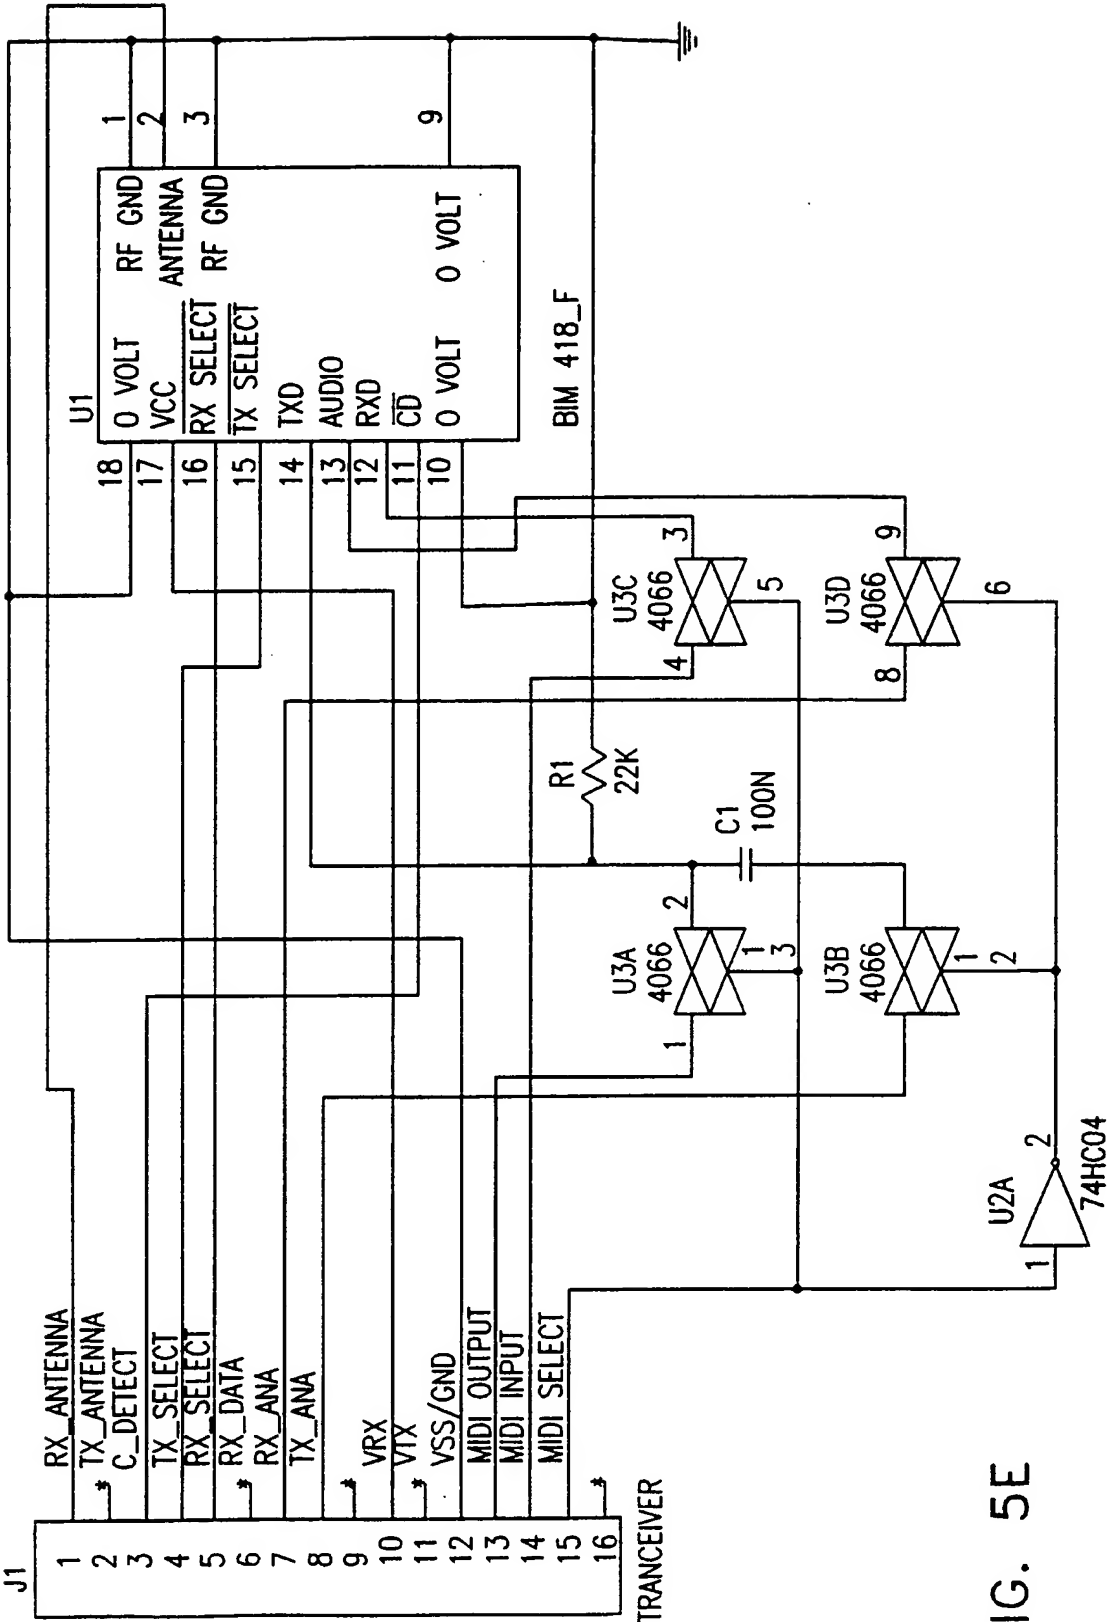 J1
1
2
3
4
5
6
7
8
9
10
11
12
13
14
15
16
TRANCEIVER
RX_ANTENNA
TX_ANTENNA
*
C_DETECT
TX_SELECT
RX_SELECT
RX_DATA
*
RX_ANA
TX_ANA
*
VRX
VTX
*
VSS/GND
MIDI OUTPUT
MIDI INPUT
MIDI SELECT
*
U1
18 O VOLT
17 VCC
16 RX SELECT
15 TX SELECT
14 TXD
13 AUDIO
12 RXD
11 CD
10 O VOLT
RF GND 1
ANTENNA 2
RF GND 3
O VOLT 9
BIM 418_F
R1
22K
C1
100N
U3A
4066
1
2
1
3
U3B
4066
1
2
U3C
4066
4
3
5
U3D
4066
8
9
6
U2A
1
2
74HC04
IG. 5E